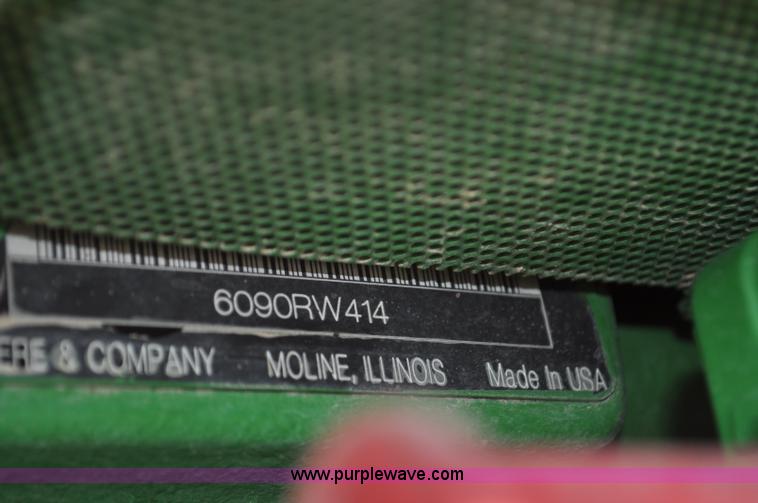 6090RW414
ERE & COMPANY MOLINE, ILLINOIS Made In USA
www.purplewave.com